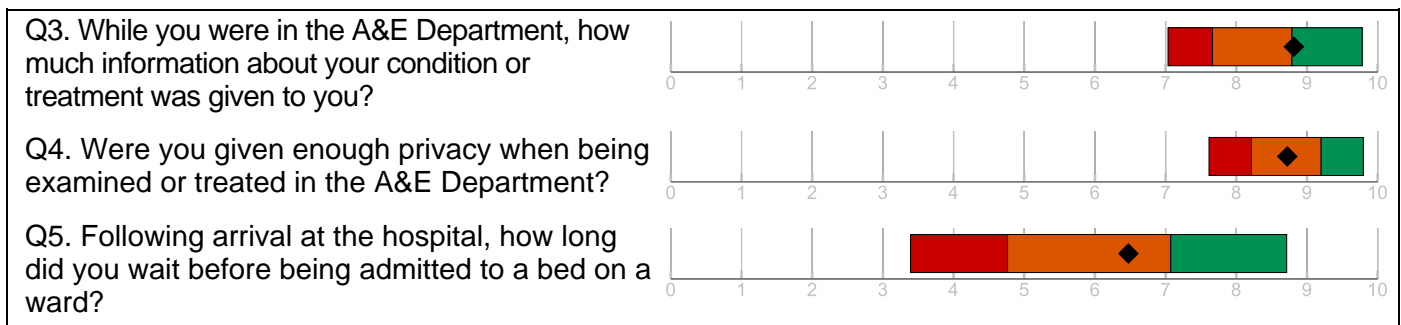 Q3. While you were in the A&E Department, how
much information about your condition or
treatment was given to you?
0 1 2 3 4 5 6 7 8 9 10
Q4. Were you given enough privacy when being
examined or treated in the A&E Department?
0 1 2 3 4 5 6 7 8 9 10
Q5. Following arrival at the hospital, how long
did you wait before being admitted to a bed on a
ward?
0 1 2 3 4 5 6 7 8 9 10